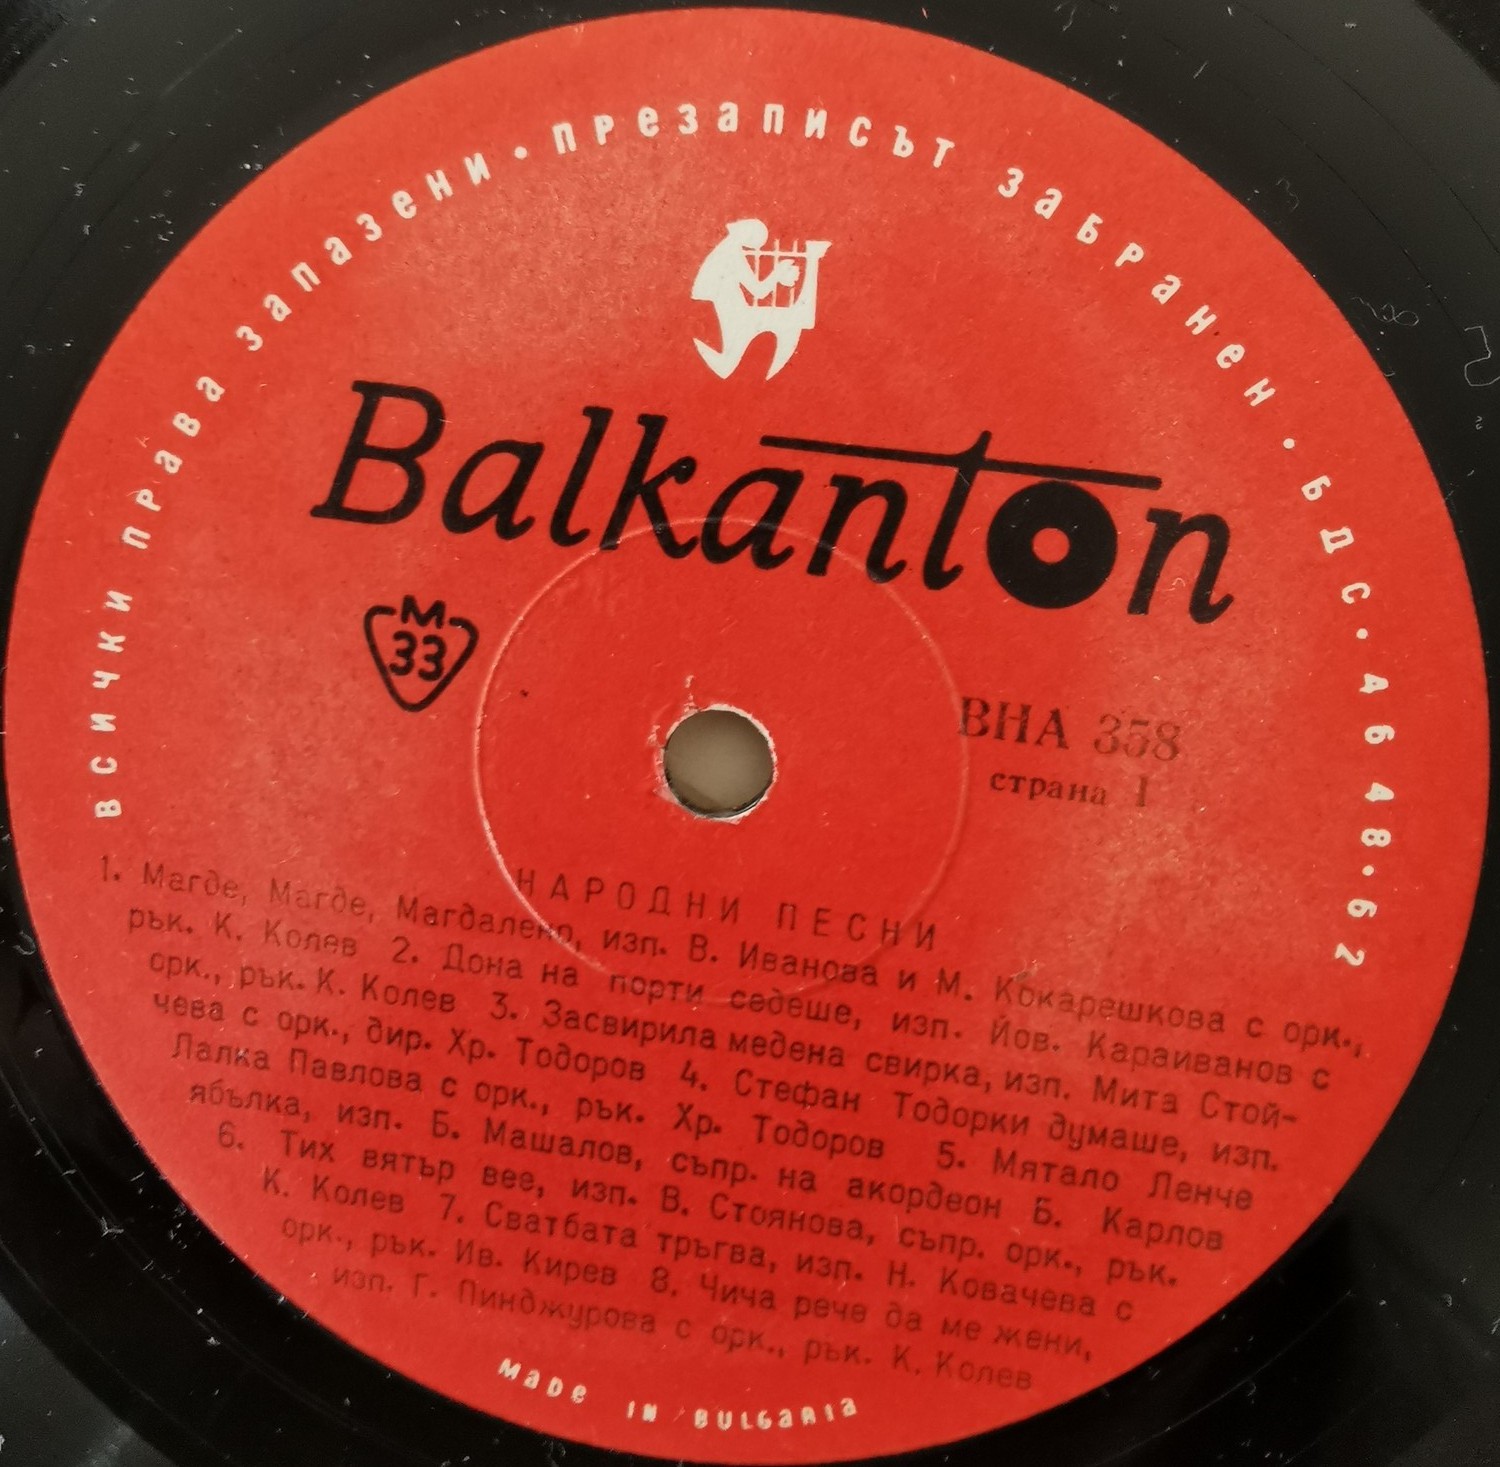 ВСИЧКИ ПРАВА ЗАПАЗЕНИ • ПРЕЗАПИСЪТ ЗАБРАНЕН • БДС • 4648 • 62
Balkanton
М
33
ВНА 358
страна I
НАРОДНИ ПЕСНИ
1. Магде, Магде, Магдалено, изп. В. Иванова и М. Кокарешкова с орк.,
рък. К. Колев 2. Дона на порти седеше, изп. Йов. Караиванов с
орк., рък. К. Колев 3. Засвирила медена свирка, изп. Мита Стой-
чева с орк., дир. Хр. Тодоров 4. Стефан Тодорки думаше, изп.
Лалка Павлова с орк., рък. Хр. Тодоров 5. Мятало Ленче
ябълка, изп. Б. Машалов, съпр. на акордеон Б. Карлов
6. Тих вятър вее, изп. В. Стоянова, съпр. орк., рък.
К. Колев 7. Сватбата тръгва, изп. Н. Ковачева с
орк., рък. Ив. Кирев 8. Чича рече да ме жени,
изп. Г. Пинджурова с орк., рък. К. Колев
MADE IN BULGARIA